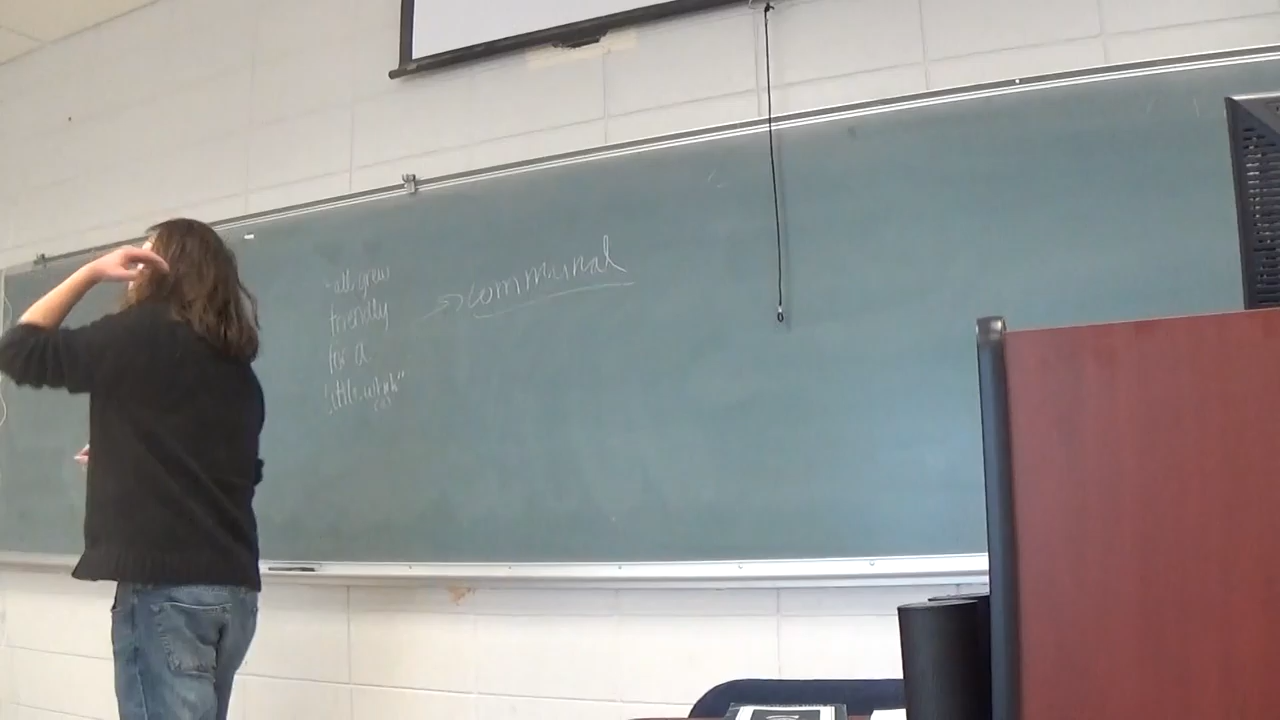 "all grew
friendly
for a
little while"
→ communal